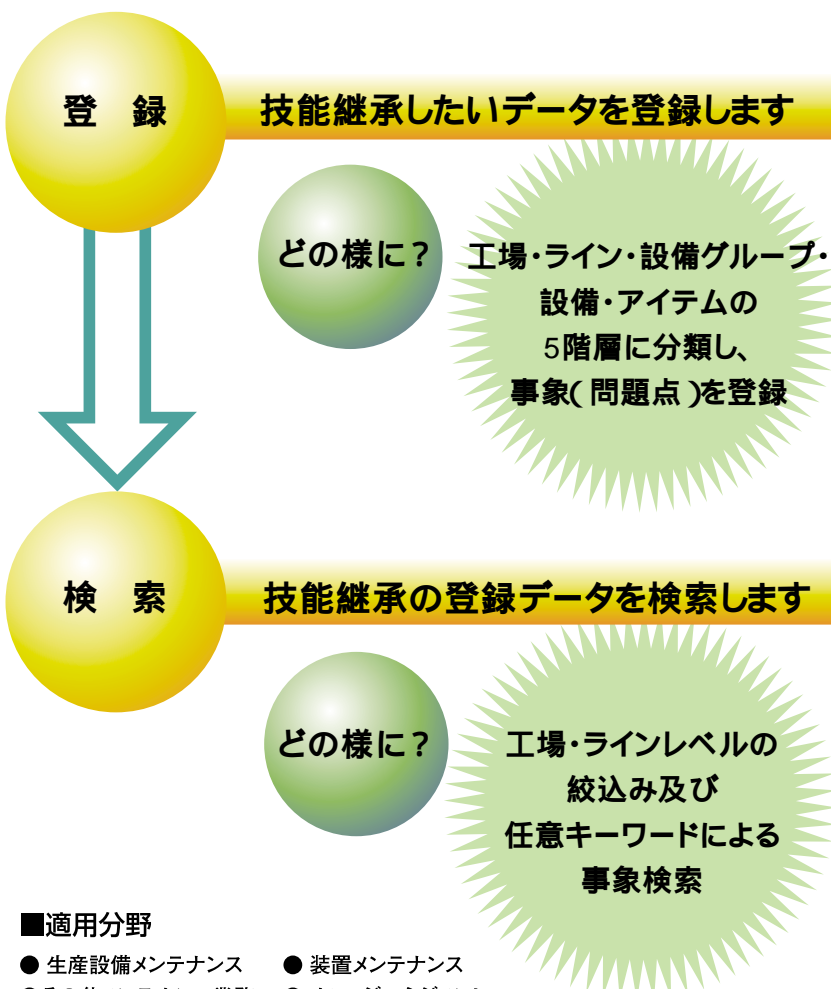 登 録
技能継承したいデータを登録します
どの様に？
工場・ライン・設備グループ・
設備・アイテムの
5階層に分類し、
事象(問題点)を登録
検 索
技能継承の登録データを検索します
どの様に？
工場・ラインレベルの
絞込み及び
任意キーワードによる
事象検索
■適用分野
● 生産設備メンテナンス ● 装置メンテナンス